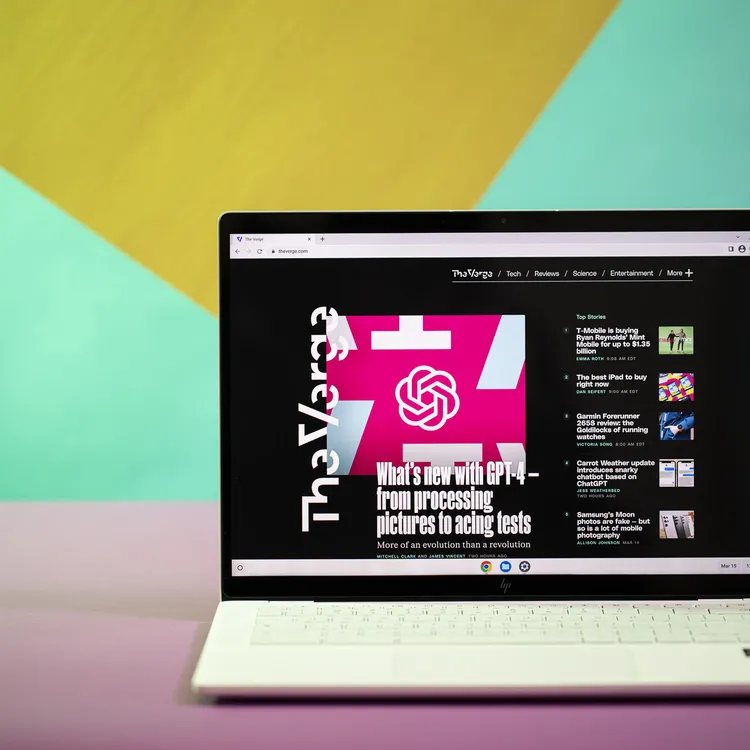 The Verge
theverge.com
The Verge / Tech / Reviews / Science / Entertainment / More
The Verge
What's new with GPT-4 —
from processing
pictures to acing tests
More of an evolution than a revolution
MITCHELL CLARK AND JAMES VINCENT TWO HOURS AGO
Top Stories
1
T-Mobile is buying
Ryan Reynolds' Mint
Mobile for up to $1.35
billion
EMMA ROTH 9:08 AM EDT
2
The best iPad to buy
right now
DAN SEIFERT 9:00 AM EDT
3
Garmin Forerunner
265S review: the
Goldilocks of running
watches
VICTORIA SONG 8:00 AM EDT
4
Carrot Weather update
introduces snarky
chatbot based on
ChatGPT
JESS WEATHERBED
TWO HOURS AGO
5
Samsung's Moon
photos are fake — but
so is a lot of mobile
photography
ALLISON JOHNSON
Mar 15
hp